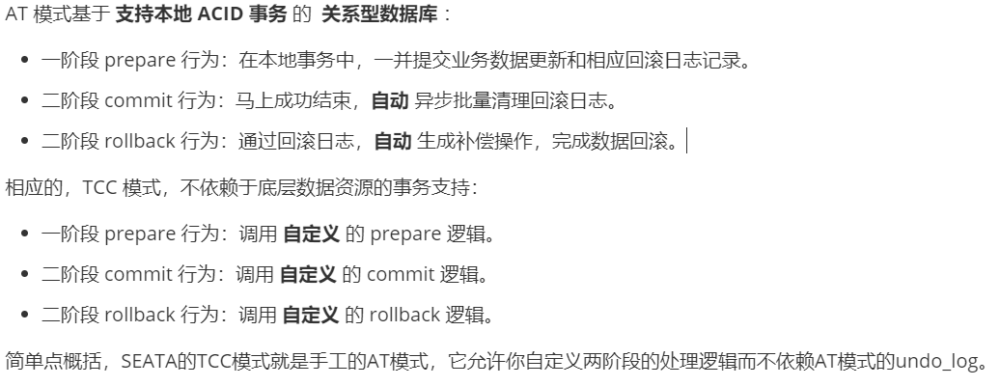 AT 模式基于 支持本地 ACID 事务 的 关系型数据库 ：
一阶段 prepare 行为：在本地事务中，一并提交业务数据更新和相应回滚日志记录。
二阶段 commit 行为：马上成功结束，自动 异步批量清理回滚日志。
二阶段 rollback 行为：通过回滚日志，自动 生成补偿操作，完成数据回滚。
相应的，TCC 模式，不依赖于底层数据资源的事务支持：
一阶段 prepare 行为：调用 自定义 的 prepare 逻辑。
二阶段 commit 行为：调用 自定义 的 commit 逻辑。
二阶段 rollback 行为：调用 自定义 的 rollback 逻辑。
简单点概括，SEATA的TCC模式就是手工的AT模式，它允许你自定义两阶段的处理逻辑而不依赖AT模式的undo_log。